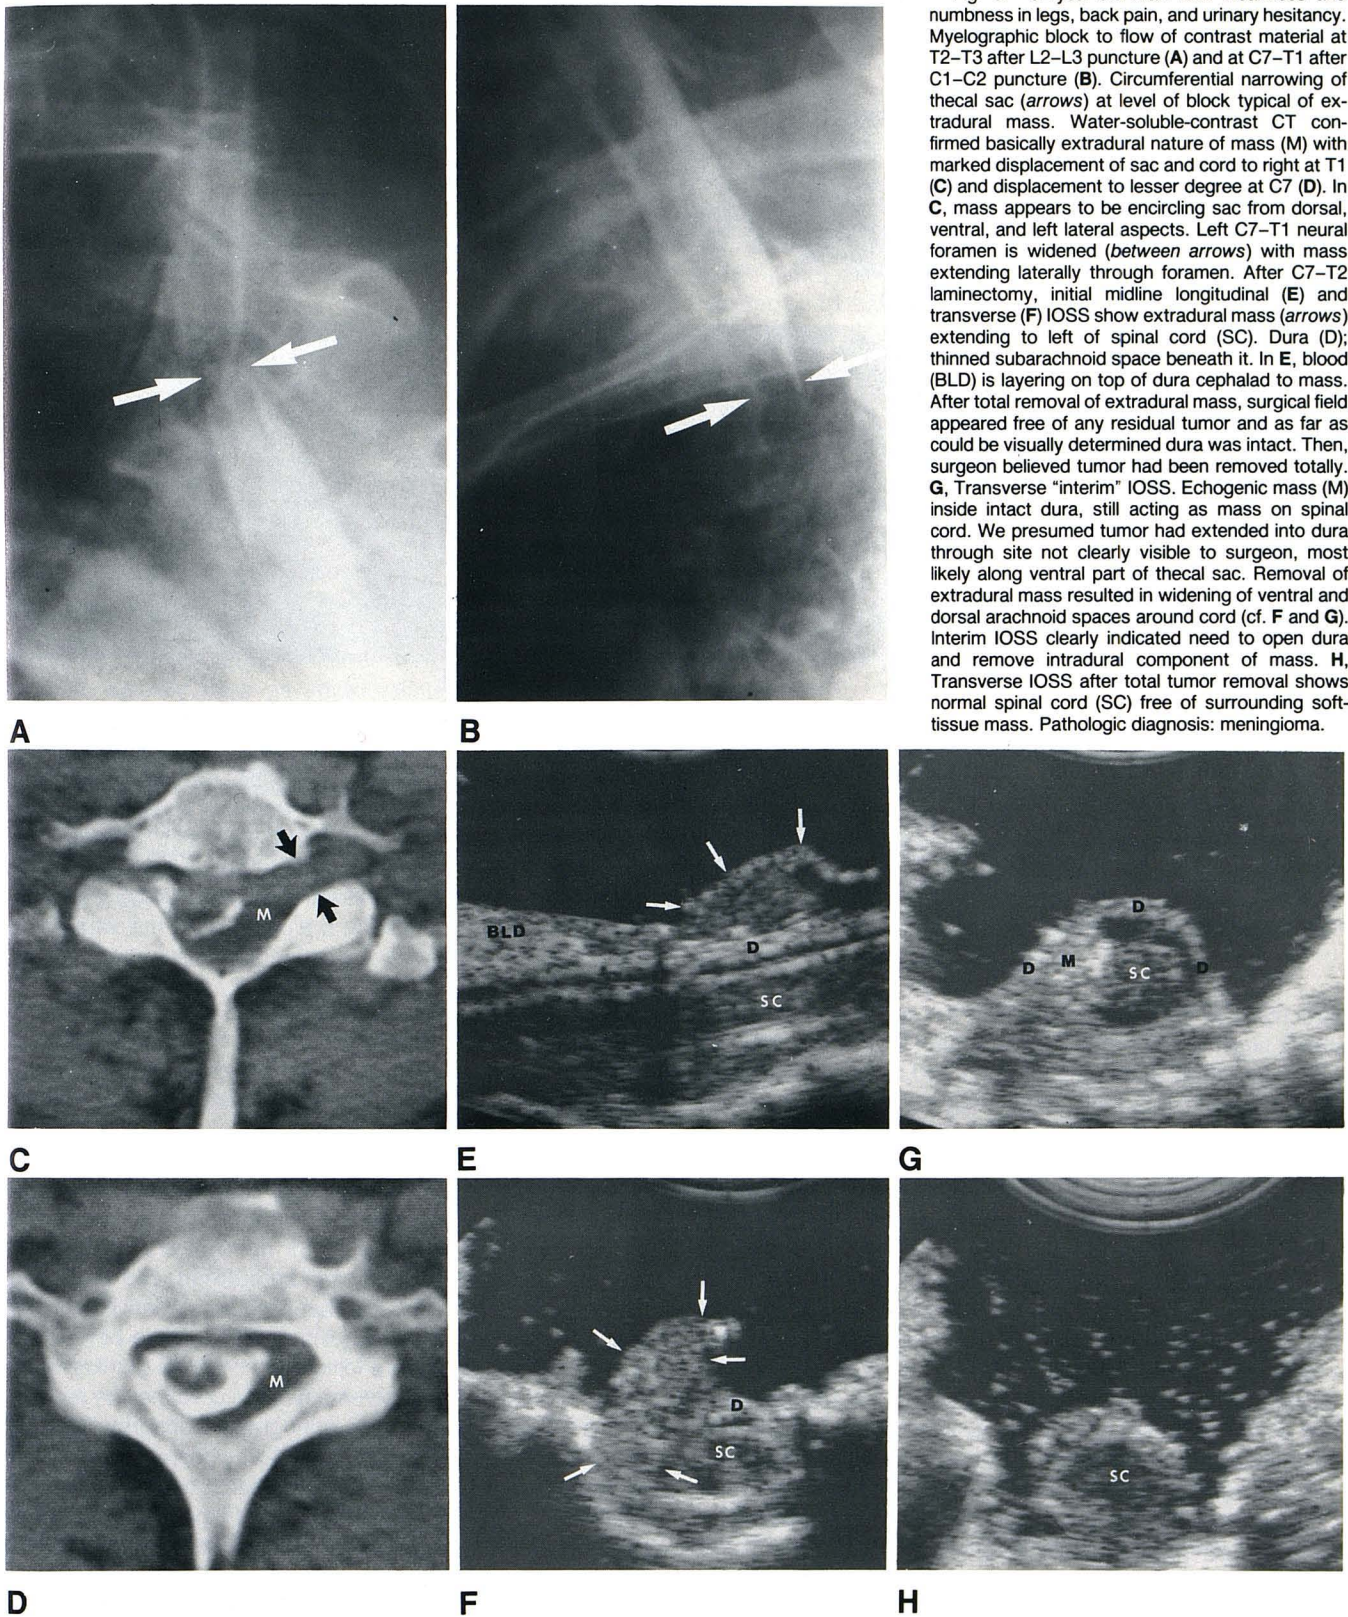 numbness in legs, back pain, and urinary hesitancy.
Myelographic block to flow of contrast material at
T2–T3 after L2–L3 puncture (A) and at C7–T1 after
C1–C2 puncture (B). Circumferential narrowing of
thecal sac (arrows) at level of block typical of ex-
tradural mass. Water-soluble-contrast CT con-
firmed basically extradural nature of mass (M) with
marked displacement of sac and cord to right at T1
(C) and displacement to lesser degree at C7 (D). In
C, mass appears to be encircling sac from dorsal,
ventral, and left lateral aspects. Left C7–T1 neural
foramen is widened (between arrows) with mass
extending laterally through foramen. After C7–T2
laminectomy, initial midline longitudinal (E) and
transverse (F) IOSS show extradural mass (arrows)
extending to left of spinal cord (SC). Dura (D);
thinned subarachnoid space beneath it. In E, blood
(BLD) is layering on top of dura cephalad to mass.
After total removal of extradural mass, surgical field
appeared free of any residual tumor and as far as
could be visually determined dura was intact. Then,
surgeon believed tumor had been removed totally.
G, Transverse "interim" IOSS. Echogenic mass (M)
inside intact dura, still acting as mass on spinal
cord. We presumed tumor had extended into dura
through site not clearly visible to surgeon, most
likely along ventral part of thecal sac. Removal of
extradural mass resulted in widening of ventral and
dorsal arachnoid spaces around cord (cf. F and G).
Interim IOSS clearly indicated need to open dura
and remove intradural component of mass. H,
Transverse IOSS after total tumor removal shows
normal spinal cord (SC) free of surrounding soft-
tissue mass. Pathologic diagnosis: meningioma.
A
B
M
BLD
D
SC
D
D
M
SC
D
C
E
G
M
D
SC
SC
D
F
H